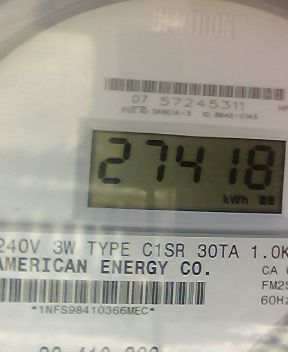 07 57245311
27418
kWh
240V 3W TYPE C1SR 30TA 1.0K
AMERICAN ENERGY CO.
CA
FM2S
60Hz
*1NFS98410366MEC*